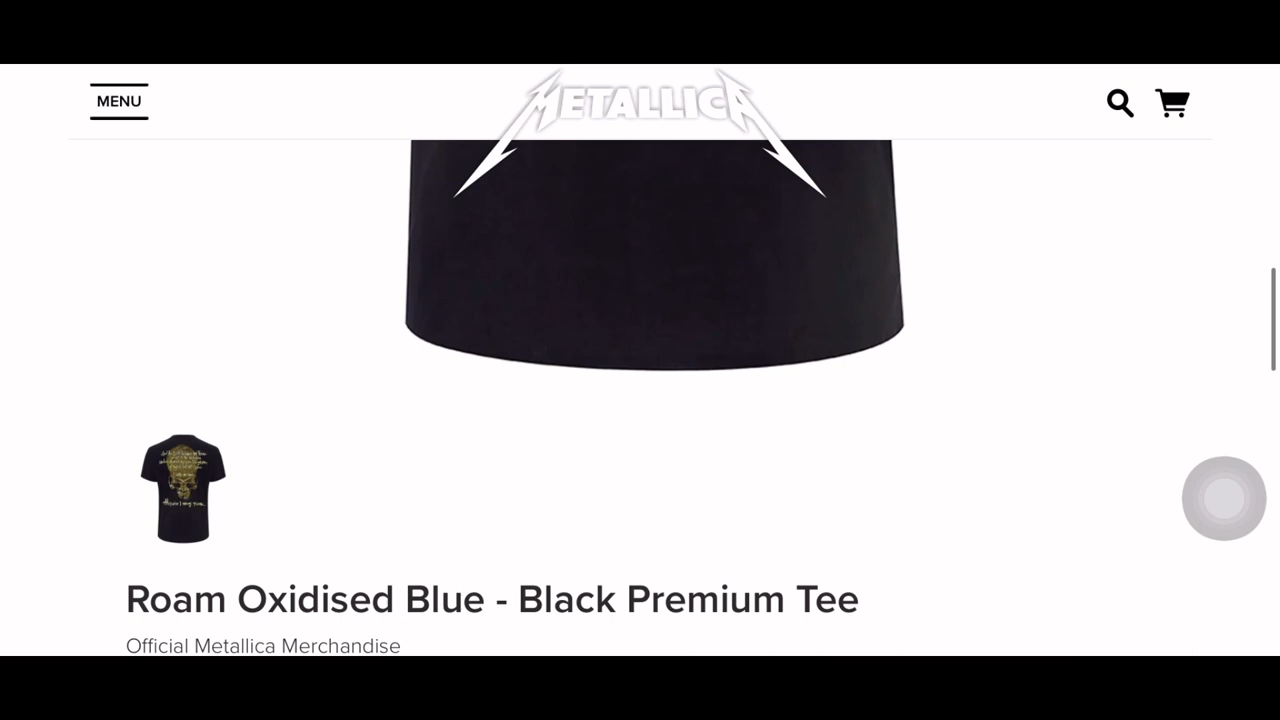 MENU
METALLICA
Roam Oxidised Blue - Black Premium Tee
Official Metallica Merchandise